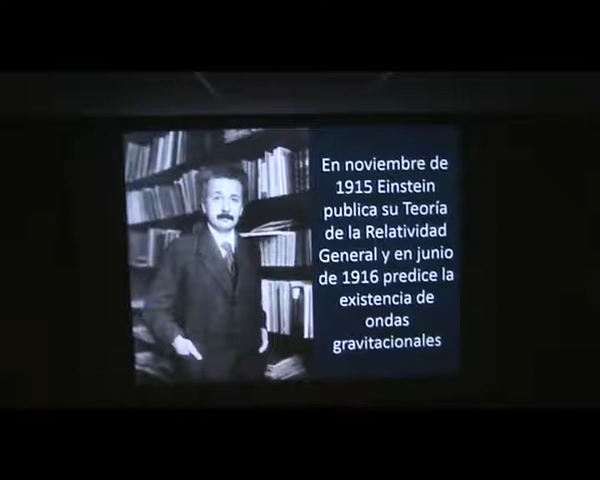 En noviembre de
1915 Einstein
publica su Teoría
de la Relatividad
General y en junio
de 1916 predice la
existencia de
ondas
gravitacionales